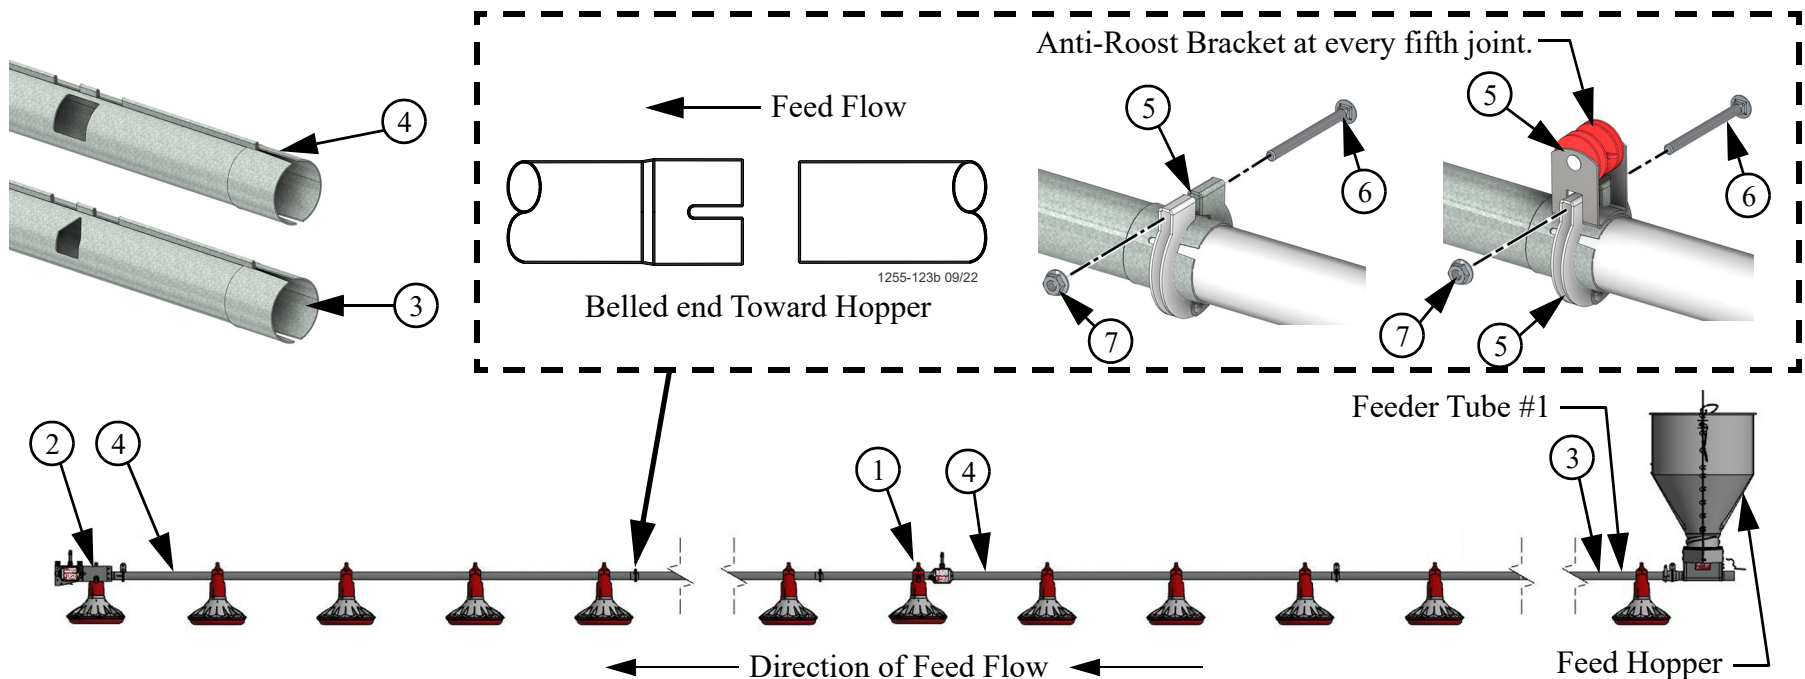 Anti-Roost Bracket at every fifth joint.
Feed Flow
4
5
6
5
6
1255-123b 09/22
Belled end Toward Hopper
3
7
7
5
Feeder Tube #1
2
4
1
4
3
Direction of Feed Flow
Feed Hopper